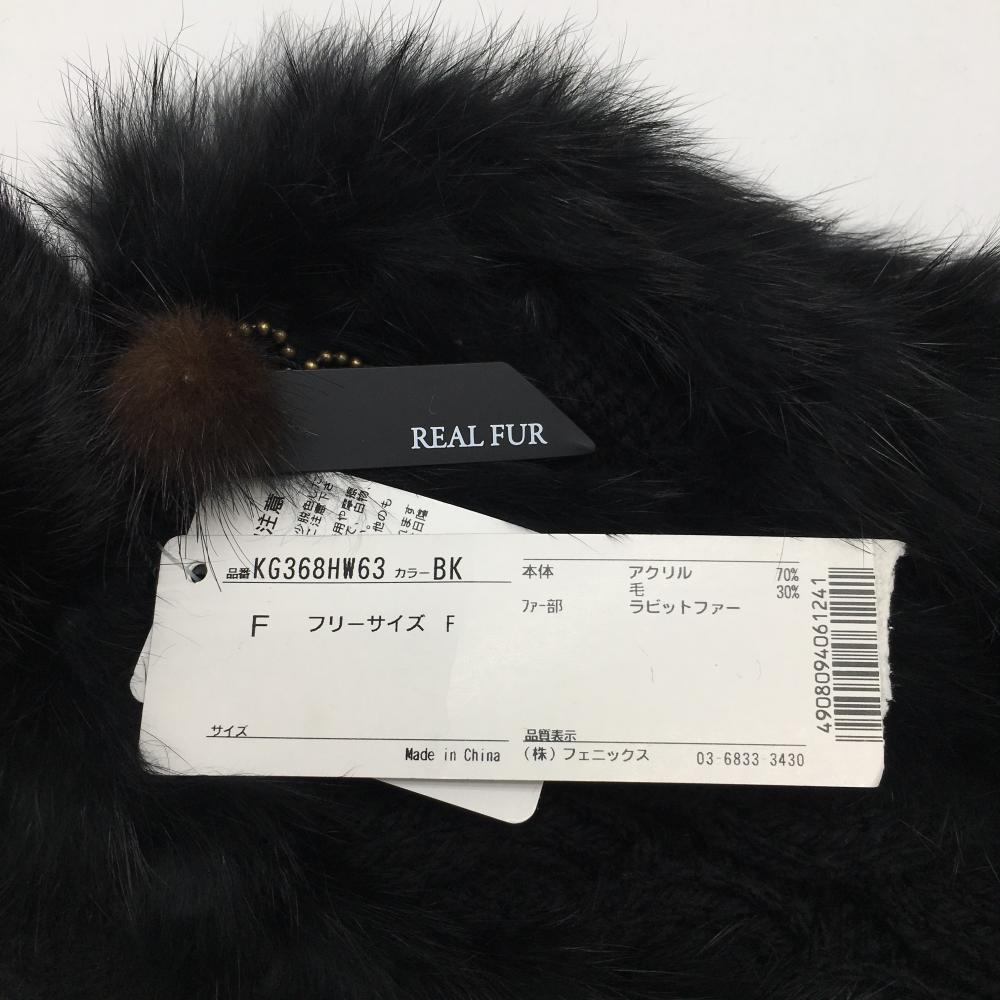 REAL FUR
注意
品番 KG368HW63 カラー BK
F フリーサイズ F
サイズ
Made in China
本体 アクリル 70%
毛 30%
ファー部 ラビットファー
品質表示
(株)フェニックス 03-6833-3430
4908094061241